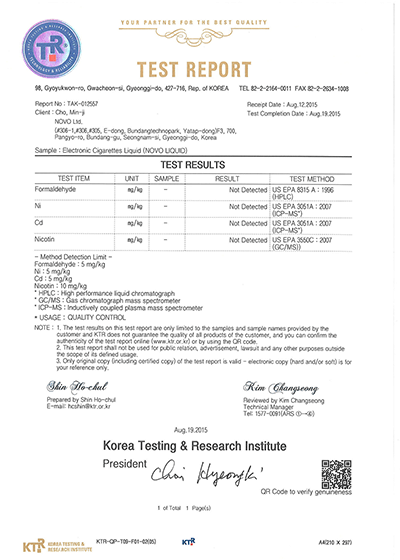 YOUR PARTNER FOR THE BEST QUALITY
KTR
TEST REPORT
98, Gyoyukwon-ro, Gwacheon-si, Gyeonggi-do, 427-716, Rep. of KOREA TEL 82-2-2164-0011 FAX 82-2-2634-1008
Report No : TAK-012557 Receipt Date : Aug.12.2015
Client : Cho, Min-ji Test Completion Date : Aug.19.2015
NOVO Ltd.
(#306-1,#306,#305, E-dong, Bundangtechnopark, Yatap-dong)F3, 700,
Pangyo-ro, Bundang-gu, Seongnam-si, Gyeonggi-do, Korea
Sample : Electronic Cigarettes Liquid (NOVO LIQUID)
TEST RESULTS
TEST ITEM UNIT SAMPLE RESULT TEST METHOD
Formaldehyde mg/kg - Not Detected US EPA 8315 A : 1996
(HPLC)
Ni mg/kg - Not Detected US EPA 3051A : 2007
(ICP-MS*)
Cd mg/kg - Not Detected US EPA 3051A : 2007
(ICP-MS*)
Nicotin mg/kg - Not Detected US EPA 3550C : 2007
(GC/MS))
- Method Detection Limit -
Formaldehyde : 5 mg/kg
Ni : 5 mg/kg
Cd : 5 mg/kg
Nicotin : 10 mg/kg
* HPLC : High performance liquid chromatograph
* GC/MS : Gas chromatograph mass spectrometer
* ICP-MS : Inductively coupled plasma mass spectrometer
• USAGE : QUALITY CONTROL
NOTE : 1. The test results on this test report are only limited to the samples and sample names provided by the
customer and KTR does not guarantee the quality of all products of the customer, and you can confirm the
authenticity of the test report online (www.ktr.or.kr) or by using the QR code.
2. This test report shall not be used for public relation, advertisement, lawsuit and any other purposes outside
the scope of its defined usage.
3. Only original copy (including certified copy) of the test report is valid - electronic copy (hard and/or soft) is for
your reference only.
Shin Ho-chul Kim Changseong
Prepared by Shin Ho-chul Reviewed by Kim Changseong
E-mail: hcshin@ktr.or.kr Technical Manager
Tel: 1577-0091(ARS ①→④)
Aug.19.2015
Korea Testing & Research Institute
President Choi Hyeongki
QR Code to verify genuineness
1 of Total 1 Page(s)
KTR KOREA TESTING &
RESEARCH INSTITUTE
KTR-QP-T09-F01-02(05) KTR A4(210 X 297)